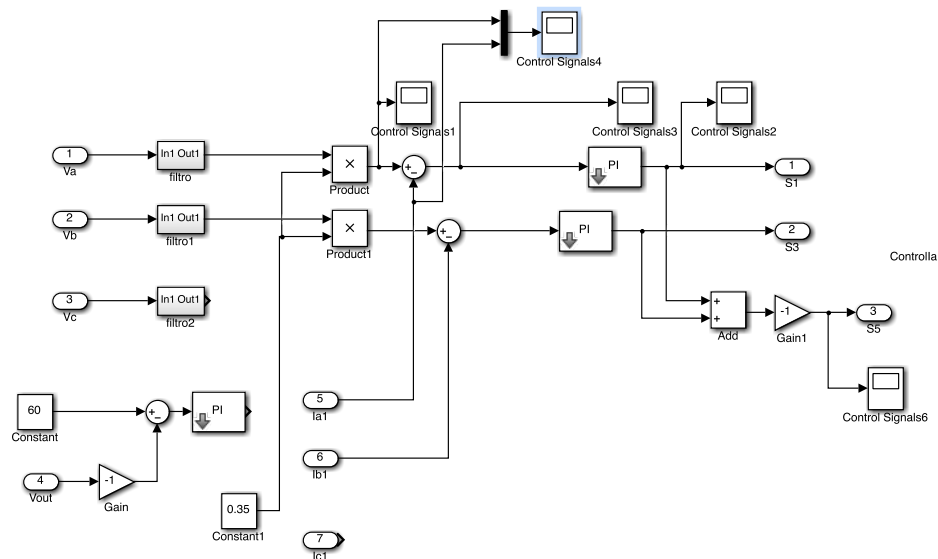 Control Signals4
Control Signals1
Control Signals3
Control Signals2
1
Va
In1 Out1
filtro
×
Product
+
−
PI
1
S1
2
Vb
In1 Out1
filtro1
×
Product1
+
−
PI
2
S3
Controlla
3
Vc
In1 Out1
filtro2
+
+
Add
-1
Gain1
3
S5
Control Signals6
60
Constant
+
−
PI
5
Ia1
4
Vout
-1
Gain
6
Ib1
0.35
Constant1
7
Ic1